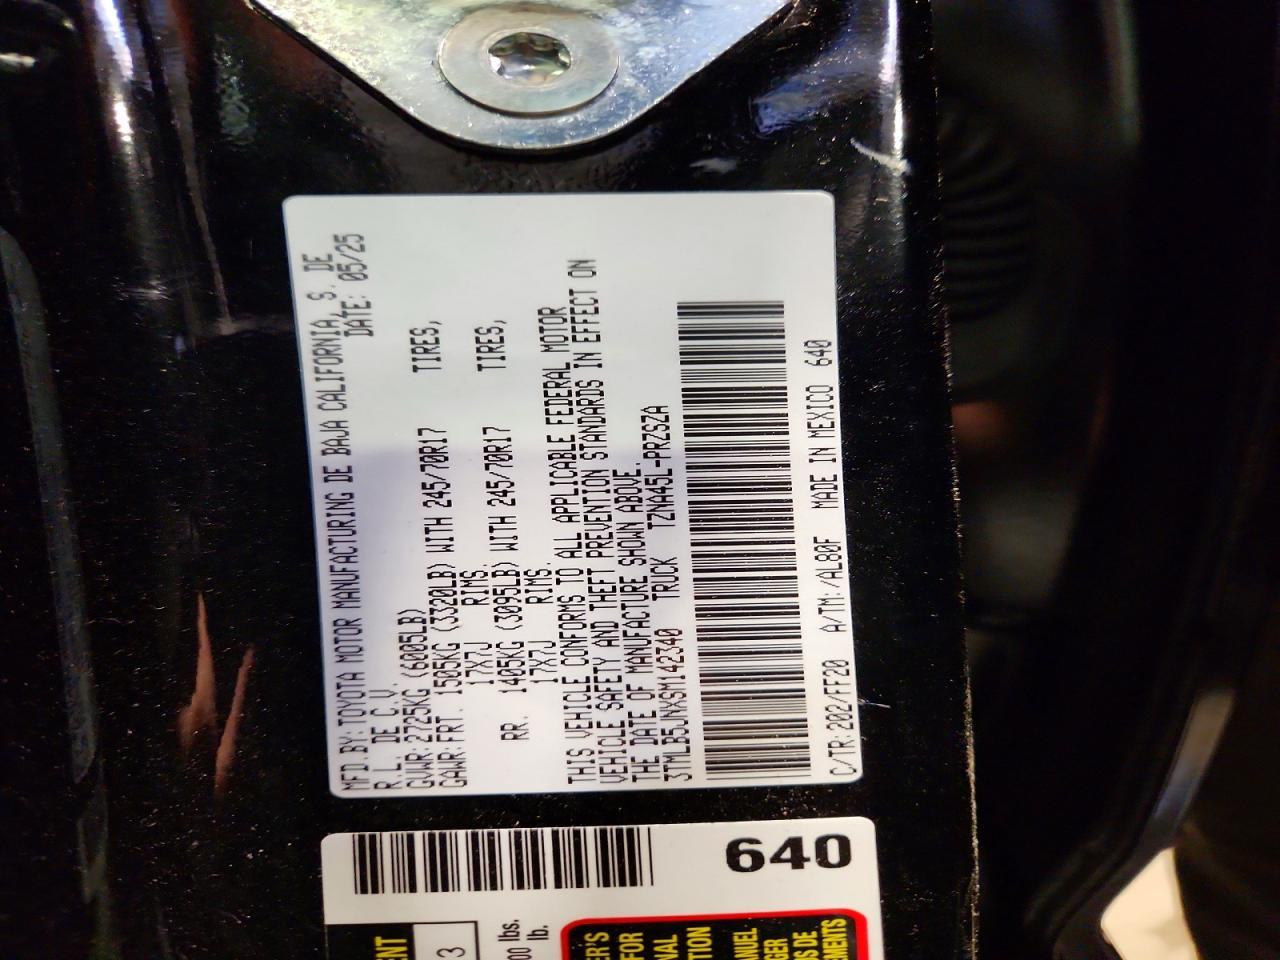 MFD. BY: TOYOTA MOTOR MANUFACTURING DE BAJA CALIFORNIA, S. DE
R.L. DE C.V. DATE: 05/25
GVWR: 2725KG (6005LB)
GAWR: FRT. 1505KG (3320LB) WITH 245/70R17 TIRES,
17X7J RIMS.
RR. 1405KG (3095LB) WITH 245/70R17 TIRES,
17X7J RIMS.
THIS VEHICLE CONFORMS TO ALL APPLICABLE FEDERAL MOTOR
VEHICLE SAFETY AND THEFT PREVENTION STANDARDS IN EFFECT ON
THE DATE OF MANUFACTURE SHOWN ABOVE.
3TMLB5JNXSM142340 TRUCK TZNA45L-PRZSZA
C/TR: 202/FF20 A/TM: /AL80F MADE IN MEXICO 640
640
3
lbs.
lb.